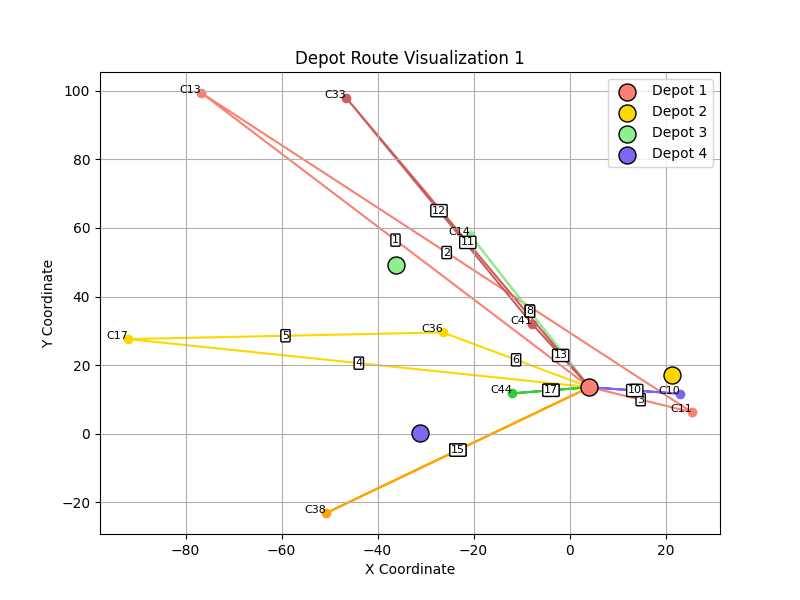 Depot Route Visualization 1
Depot 1
Depot 2
Depot 3
Depot 4
Y Coordinate
100
80
60
40
20
0
−20
C13
C33
12
1
C14
11
2
8
C41
C17
5
C36
13
4
6
C44
17
10
C10
3
C11
15
C38
−80
−60
−40
−20
0
20
X Coordinate